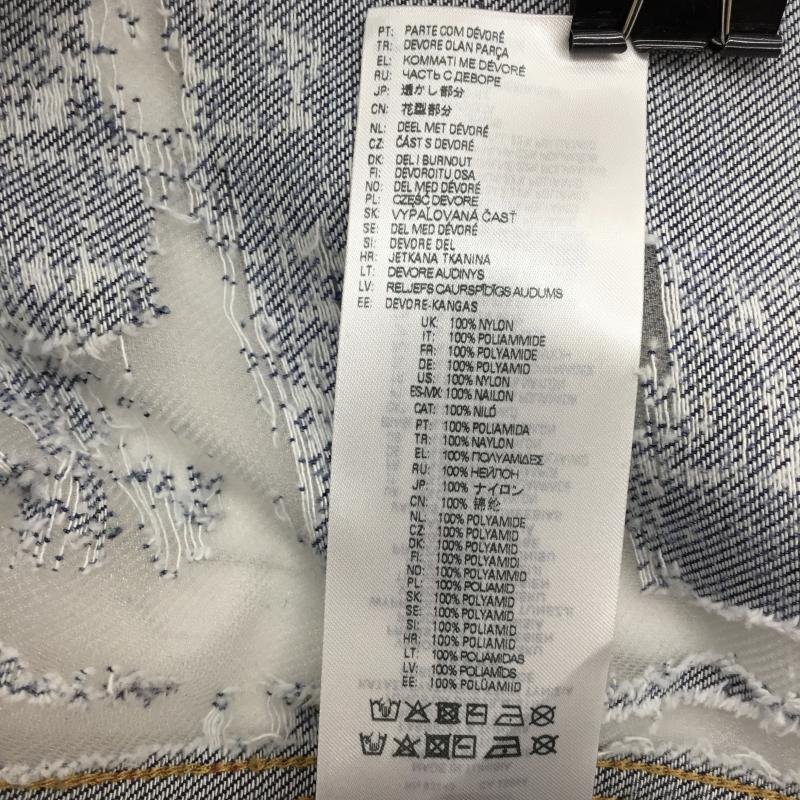 PT: PARTE COM DÉVORÉ
TR: DEVORE OLAN PARÇA
EL: KOMMATI ME DÉVORÉ
RU: ЧАСТЬ С ДЕВОРЕ
JP: 透かし部分
CN: 花型部分
NL: DEEL MET DÉVORÉ
CZ: ČÁST S DEVORÉ
DK: DEL I BURNOUT
FI: DEVOROITU OSA
NO: DEL MED DÉVORÉ
PL: CZĘŚĆ DEVORE
SK: VYPAĽOVANÁ ČASŤ
SE: DEL MED DÉVORÉ
SI: DEVORE DEL
HR: JETKANA TKANINA
LT: DEVORE AUDINYS
LV: RELJEFS CAURSPĪDĪGS AUDUMS
EE: DEVORE-KANGAS
UK: 100% NYLON
IT: 100% POLIAMMIDE
FR: 100% POLYAMIDE
DE: 100% POLYAMID
US: 100% NYLON
ES-MX: 100% NAILON
CAT: 100% NILÓ
PT: 100% POLIAMIDA
TR: 100% NAYLON
EL: 100% ΠΟΛΥΑΜΙΔΕΣ
RU: 100% НЕЙЛОН
JP: 100% ナイロン
CN: 100% 锦纶
NL: 100% POLYAMIDE
CZ: 100% POLYAMID
DK: 100% POLYAMID
FI: 100% POLYAMIDI
NO: 100% POLYAMMID
PL: 100% POLIAMID
SK: 100% POLYAMID
SE: 100% POLYAMID
SI: 100% POLIAMID
HR: 100% POLIAMID
LT: 100% POLIAMIDAS
LV: 100% POLIAMĪDS
EE: 100% POLÜAMIID